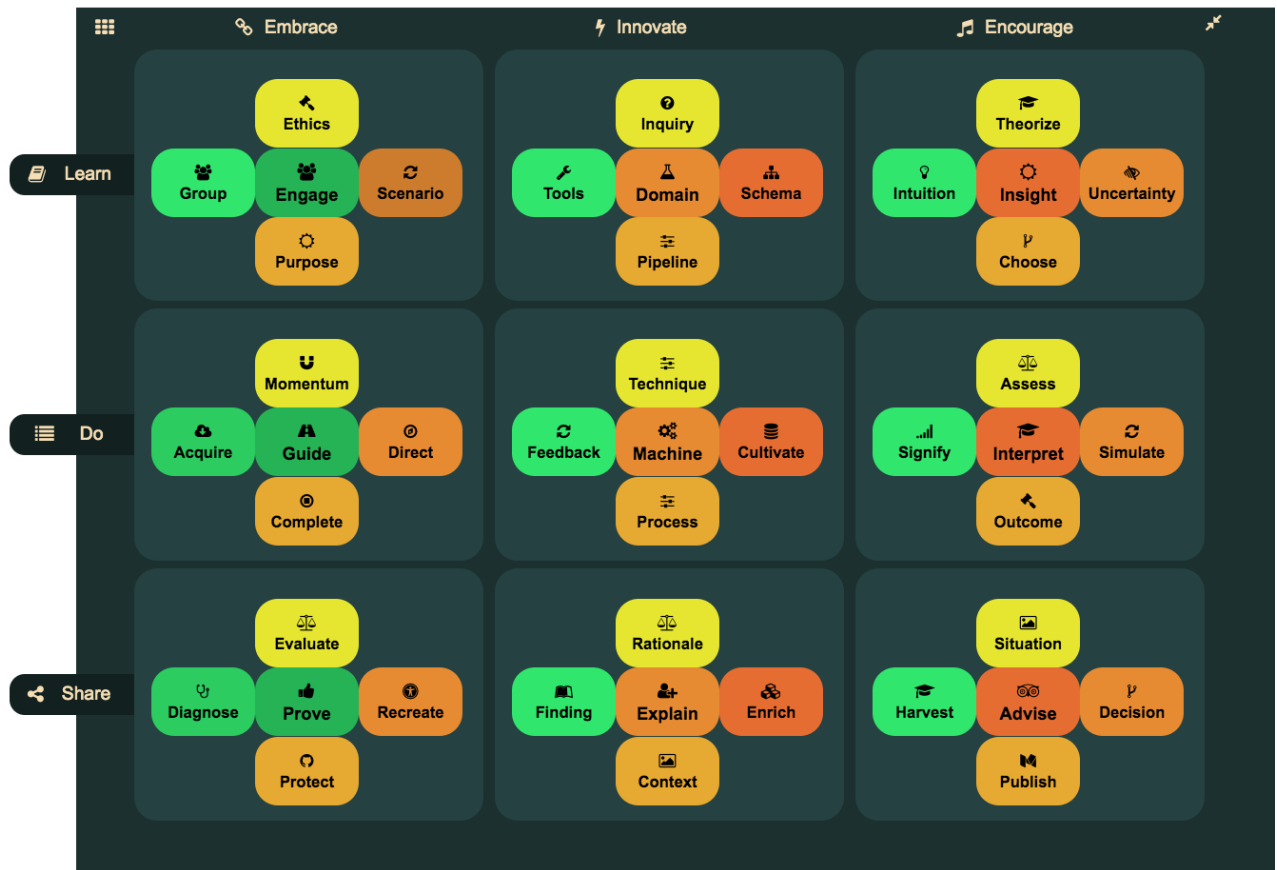 Embrace
Innovate
Encourage
Learn
Ethics
Group
Engage
Scenario
Purpose
Inquiry
Tools
Domain
Schema
Pipeline
Theorize
Intuition
Insight
Uncertainty
Choose
Do
Momentum
Acquire
Guide
Direct
Complete
Technique
Feedback
Machine
Cultivate
Process
Assess
Signify
Interpret
Simulate
Outcome
Share
Evaluate
Diagnose
Prove
Recreate
Protect
Rationale
Finding
Explain
Enrich
Context
Situation
Harvest
Advise
Decision
Publish